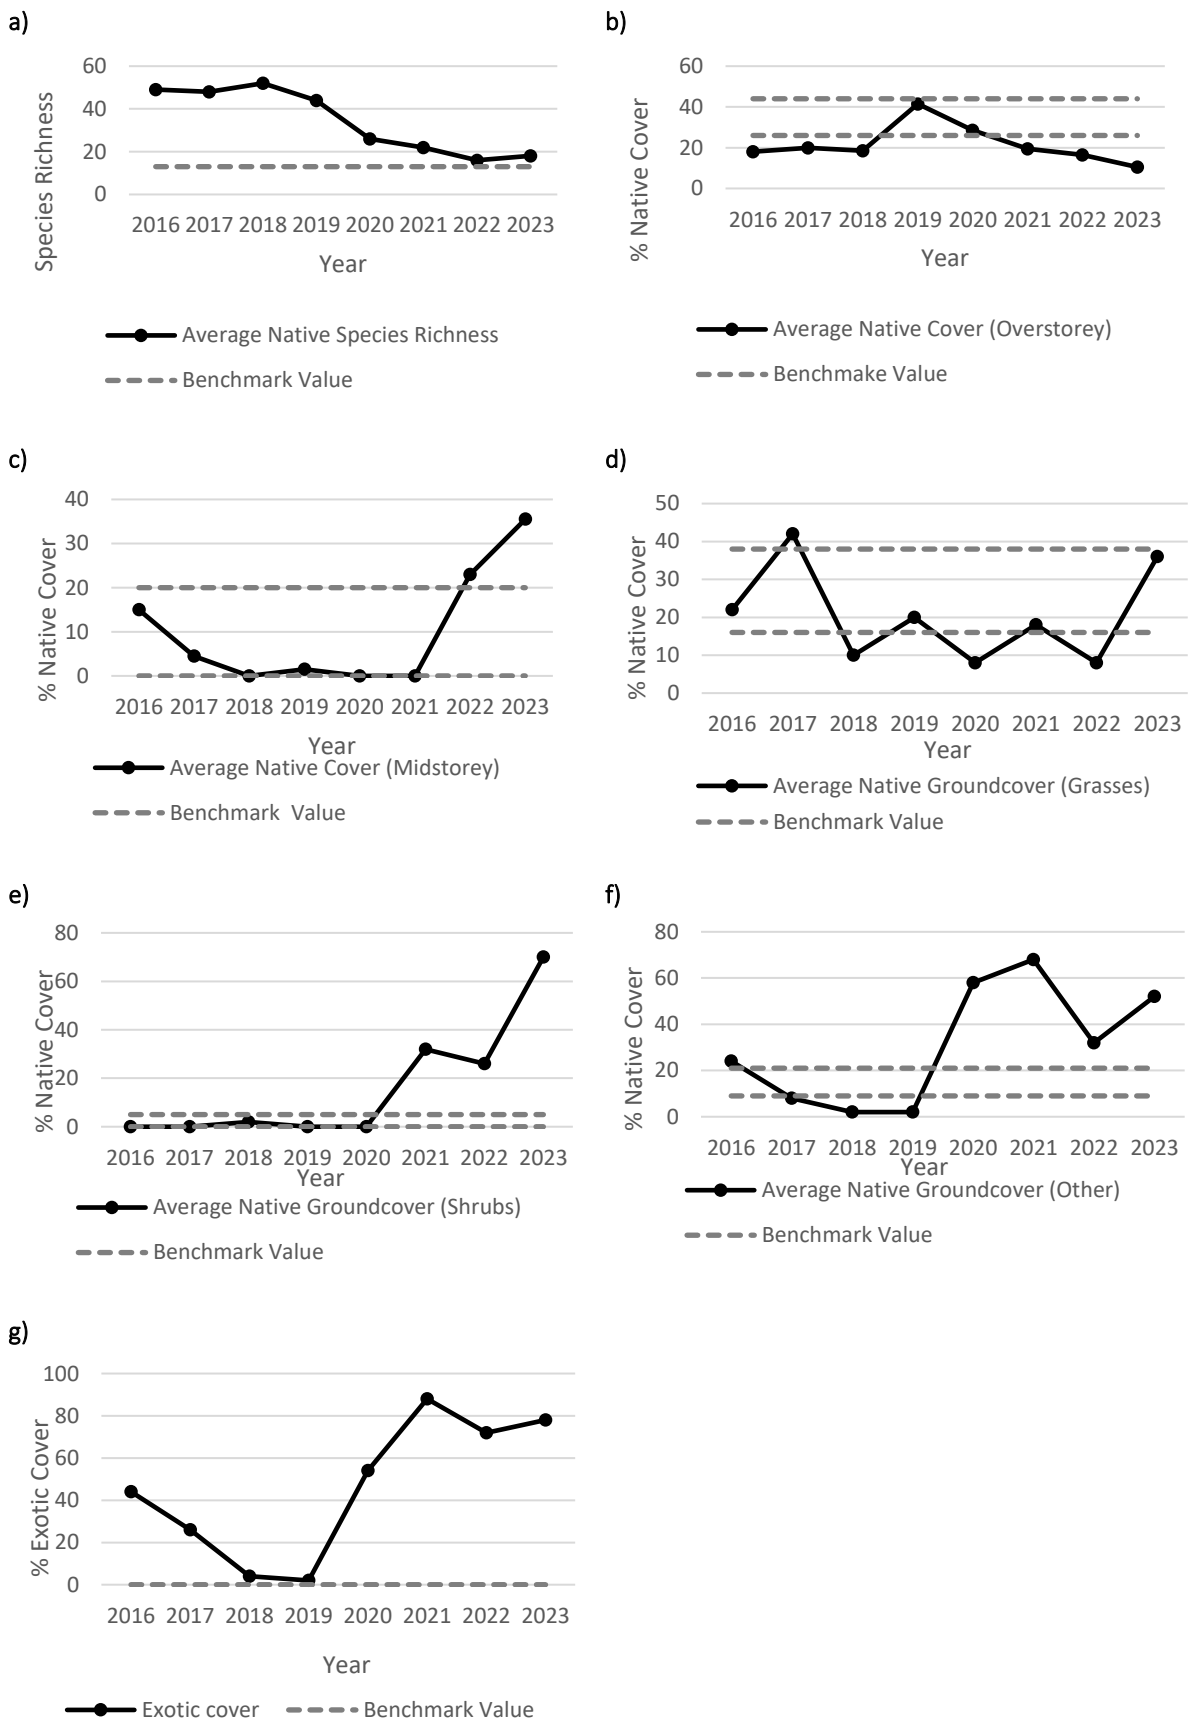 a)
60
40
20
0
Species Richness
2016 2017 2018 2019 2020 2021 2022 2023
Year
Average Native Species Richness
Benchmark Value
b)
60
40
20
0
% Native Cover
2016 2017 2018 2019 2020 2021 2022 2023
Year
Average Native Cover (Overstorey)
Benchmake Value
c)
40
30
20
10
0
% Native Cover
2016 2017 2018 2019 2020 2021 2022 2023
Year
Average Native Cover (Midstorey)
Benchmark Value
d)
50
40
30
20
10
0
% Native Cover
2016 2017 2018 2019 2020 2021 2022 2023
Year
Average Native Groundcover (Grasses)
Benchmark Value
e)
80
60
40
20
0
% Native Cover
2016 2017 2018 2019 2020 2021 2022 2023
Year
Average Native Groundcover (Shrubs)
Benchmark Value
f)
80
60
40
20
0
% Native Cover
2016 2017 2018 2019 2020 2021 2022 2023
Year
Average Native Groundcover (Other)
Benchmark Value
g)
100
80
60
40
20
0
% Exotic Cover
2016 2017 2018 2019 2020 2021 2022 2023
Year
Exotic cover Benchmark Value